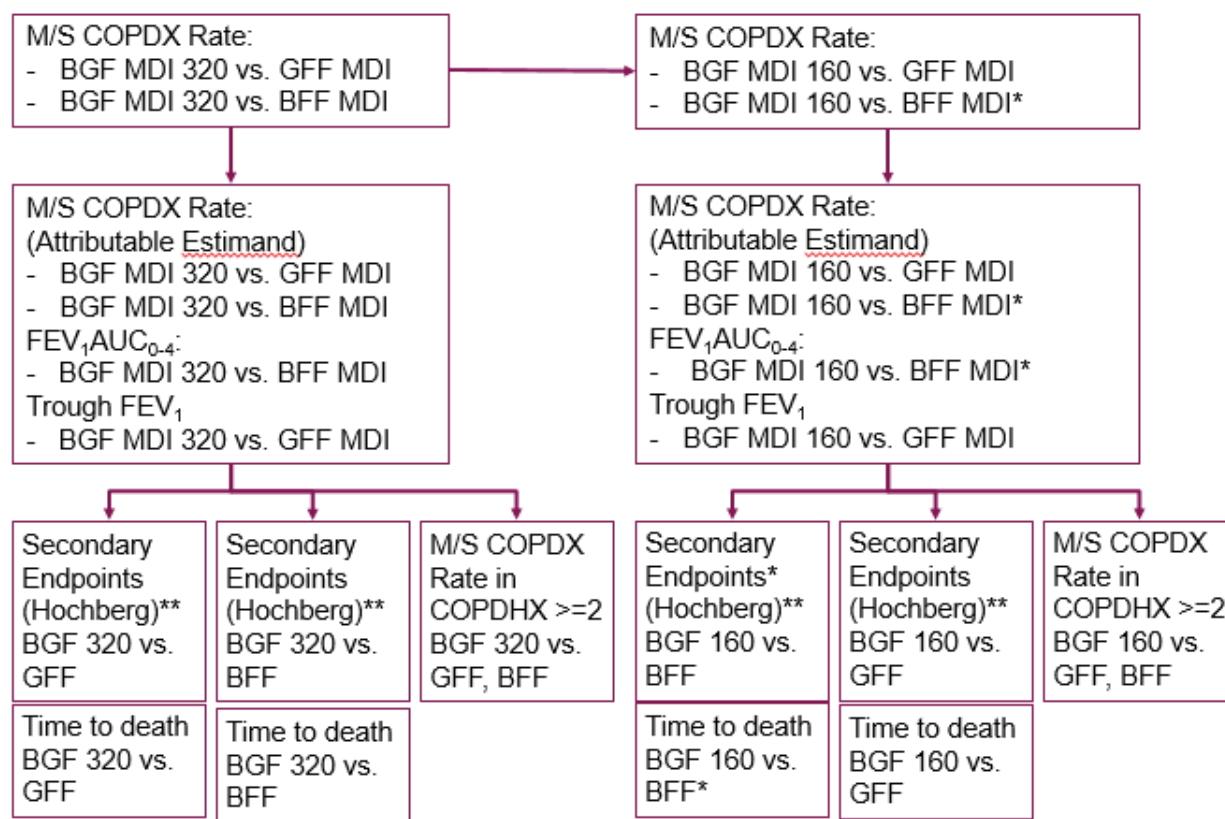 M/S COPDX Rate:
- BGF MDI 320 vs. GFF MDI
- BGF MDI 320 vs. BFF MDI
M/S COPDX Rate:
- BGF MDI 160 vs. GFF MDI
- BGF MDI 160 vs. BFF MDI*
M/S COPDX Rate:
(Attributable Estimand)
- BGF MDI 320 vs. GFF MDI
- BGF MDI 320 vs. BFF MDI
FEV₁AUC₀₋₄:
- BGF MDI 320 vs. BFF MDI
Trough FEV₁
- BGF MDI 320 vs. GFF MDI
M/S COPDX Rate:
(Attributable Estimand)
- BGF MDI 160 vs. GFF MDI
- BGF MDI 160 vs. BFF MDI*
FEV₁AUC₀₋₄:
- BGF MDI 160 vs. BFF MDI*
Trough FEV₁
- BGF MDI 160 vs. GFF MDI
Secondary
Endpoints
(Hochberg)**
BGF 320 vs.
GFF
Secondary
Endpoints
(Hochberg)**
BGF 320 vs.
BFF
M/S COPDX
Rate in
COPDHX >=2
BGF 320 vs.
GFF, BFF
Secondary
Endpoints*
(Hochberg)**
BGF 160 vs.
BFF
Secondary
Endpoints
(Hochberg)**
BGF 160 vs.
GFF
M/S COPDX
Rate in
COPDHX >=2
BGF 160 vs.
GFF, BFF
Time to death
BGF 320 vs.
GFF
Time to death
BGF 320 vs.
BFF
Time to death
BGF 160 vs.
BFF*
Time to death
BGF 160 vs.
GFF